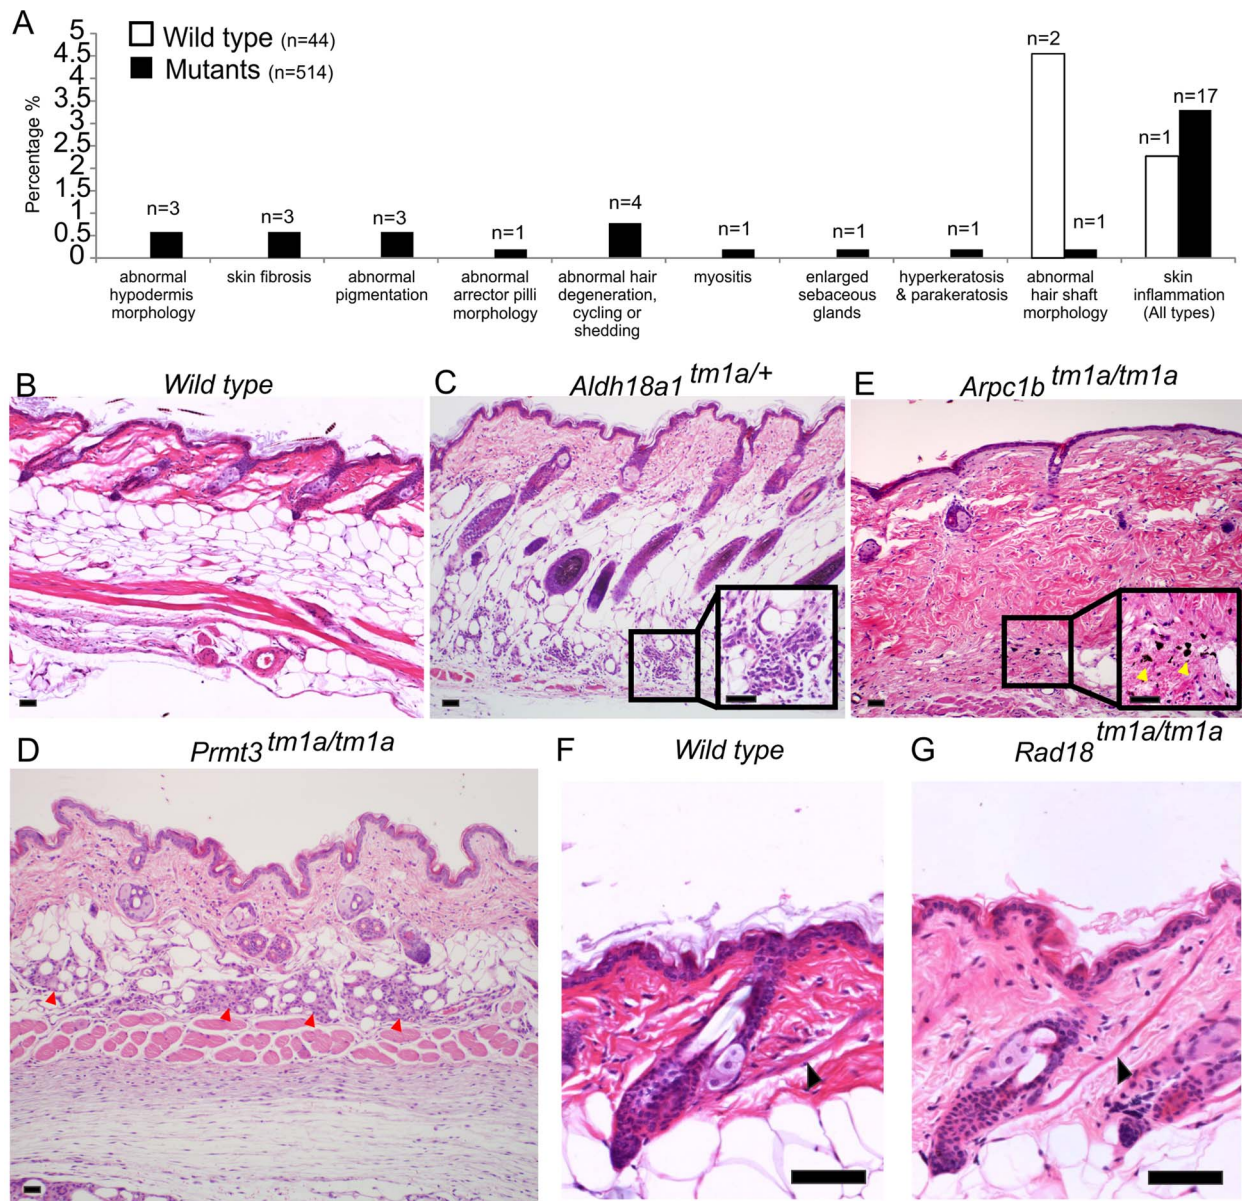 A
Percentage %
5
4.5
4
3.5
3
2.5
2
1.5
1
0.5
0
Wild type (n=44)
Mutants (n=514)
n=3
n=3
n=3
n=1
n=4
n=1
n=1
n=1
n=2
n=1
n=1
n=17
abnormal
hypodermis
morphology
skin fibrosis
abnormal
pigmentation
abnormal
arrector pilli
morphology
abnormal hair
degeneration,
cycling or
shedding
myositis
enlarged
sebaceous
glands
hyperkeratosis
& parakeratosis
abnormal
hair shaft
morphology
skin
inflammation
(All types)
B
Wild type
C
Aldh18a1 tm1a/+
E
Arpc1b tm1a/tm1a
D
Prmt3 tm1a/tm1a
F
Wild type
G
Rad18 tm1a/tm1a